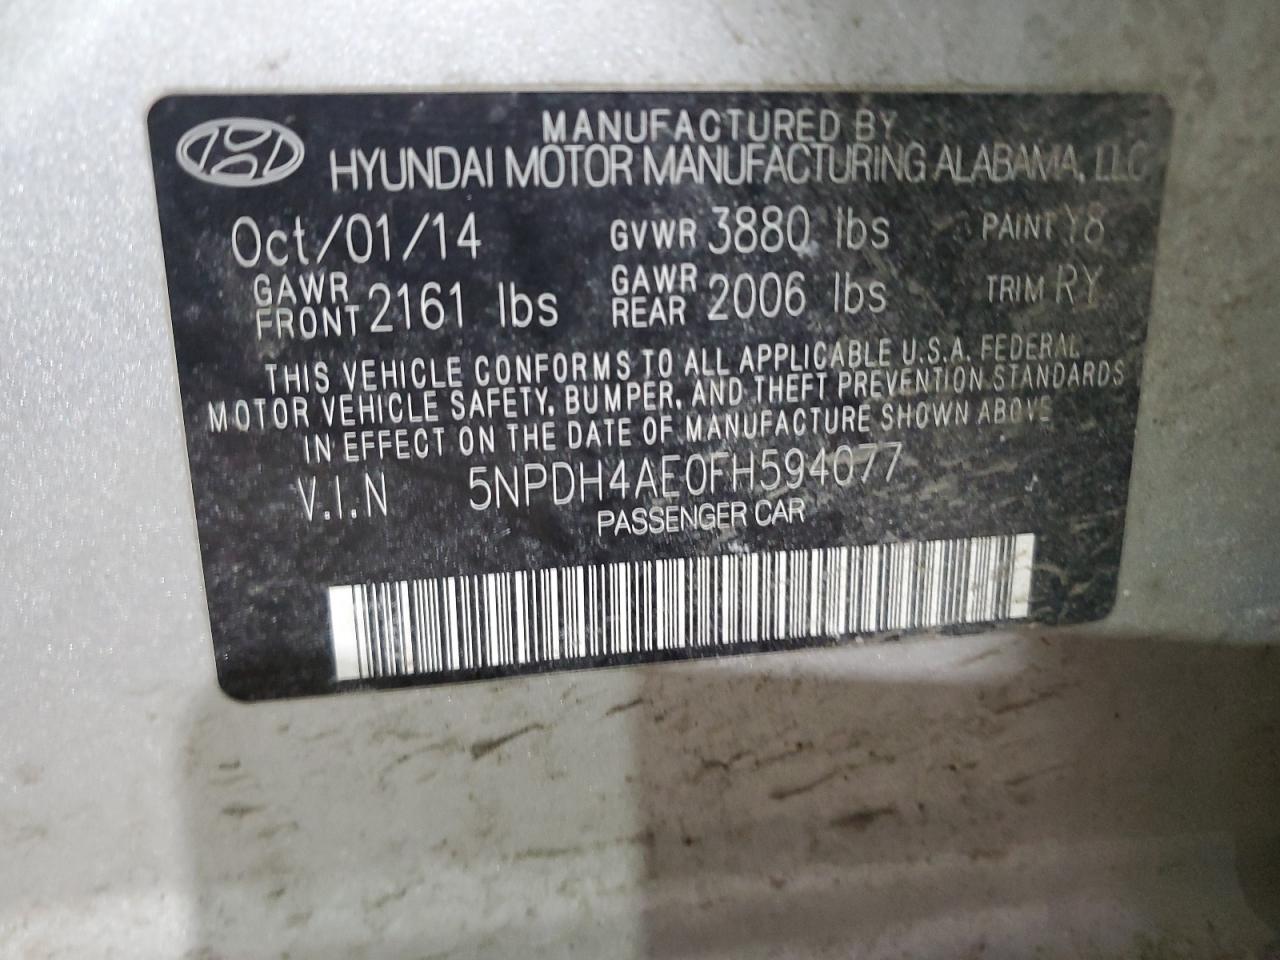 MANUFACTURED BY
HYUNDAI MOTOR MANUFACTURING ALABAMA, LLC
Oct/01/14 GVWR 3880 lbs PAINT Y8
GAWR FRONT 2161 lbs GAWR REAR 2006 lbs TRIM RY
THIS VEHICLE CONFORMS TO ALL APPLICABLE U.S.A. FEDERAL
MOTOR VEHICLE SAFETY, BUMPER, AND THEFT PREVENTION STANDARDS
IN EFFECT ON THE DATE OF MANUFACTURE SHOWN ABOVE
V.I.N 5NPDH4AE0FH594077
PASSENGER CAR